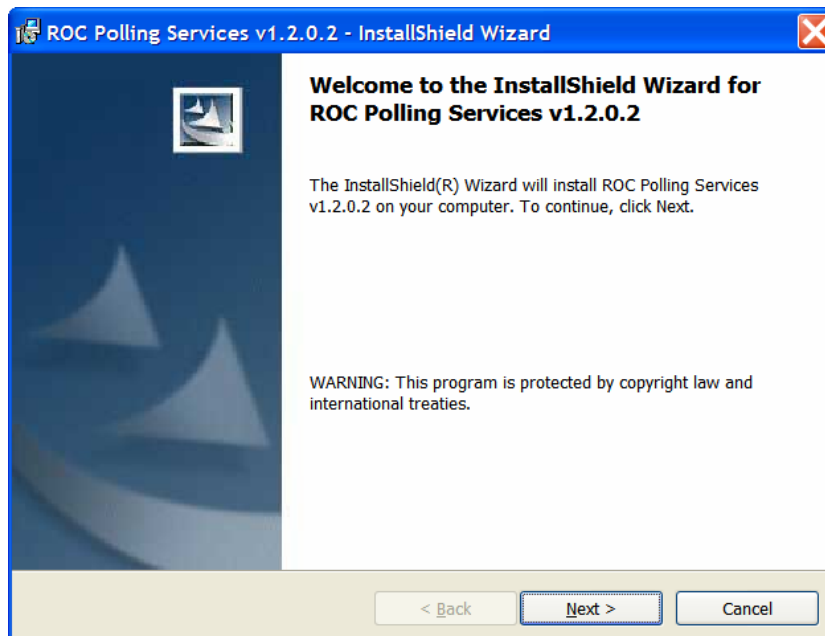 ROC Polling Services v1.2.0.2 - InstallShield Wizard
Welcome to the InstallShield Wizard for
ROC Polling Services v1.2.0.2
The InstallShield(R) Wizard will install ROC Polling Services
v1.2.0.2 on your computer. To continue, click Next.
WARNING: This program is protected by copyright law and
international treaties.
< Back
Next >
Cancel